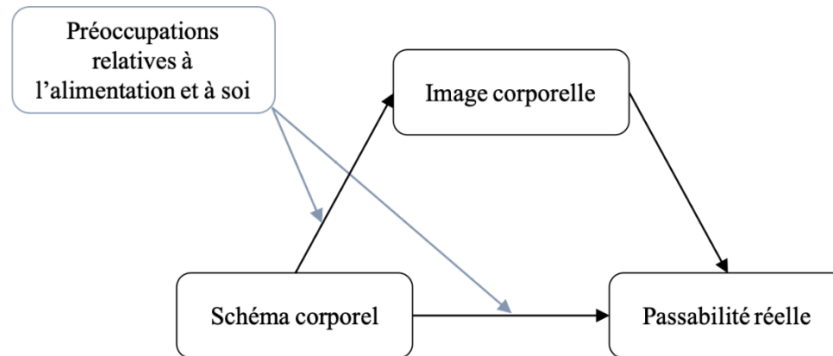 Préoccupations
relatives à
l’alimentation et à soi
Image corporelle
Schéma corporel
Passabilité réelle